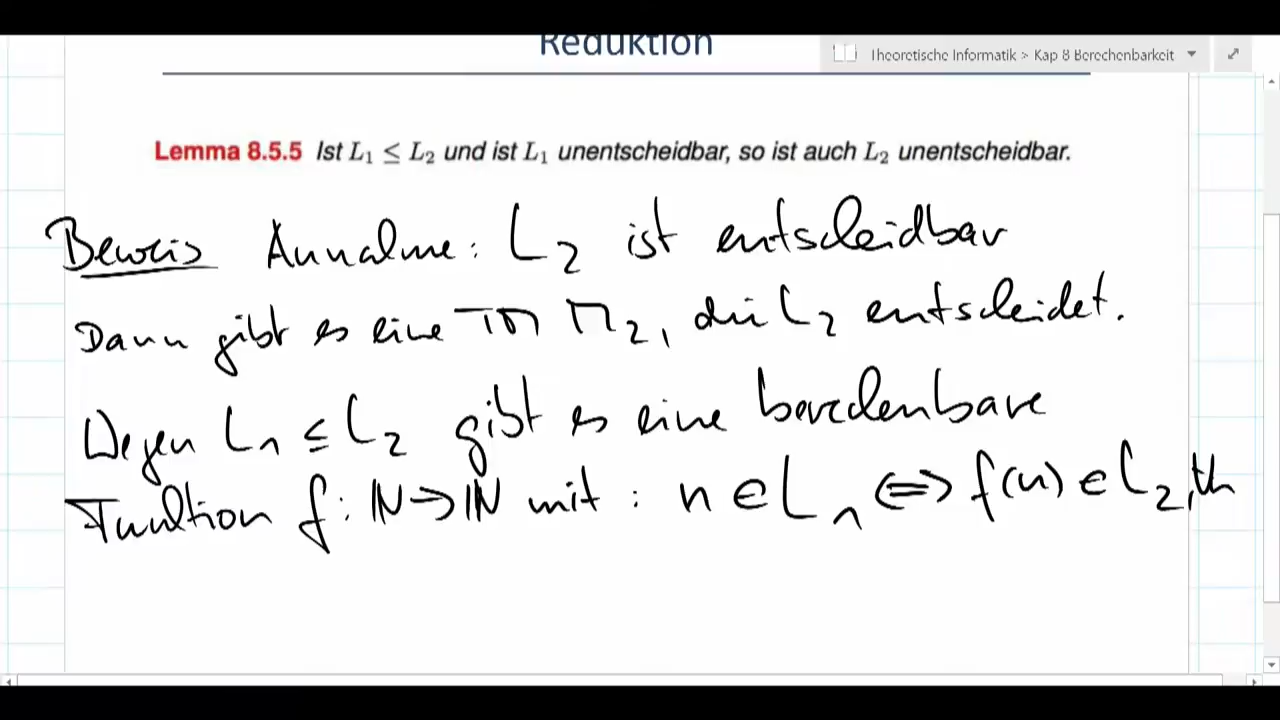 Reduktion
Theoretische Informatik > Kap 8 Berechenbarkeit
Lemma 8.5.5 Ist L₁ ≤ L₂ und ist L₁ unentscheidbar, so ist auch L₂ unentscheidbar.
Beweis Annahme: L₂ ist entscheidbar
Dann gibt es eine TM M₂, die L₂ entscheidet.
Wegen L₁ ≤ L₂ gibt es eine berechenbare
Funktion f: ℕ → ℕ mit: n ∈ L₁ ⇔ f(n) ∈ L₂,